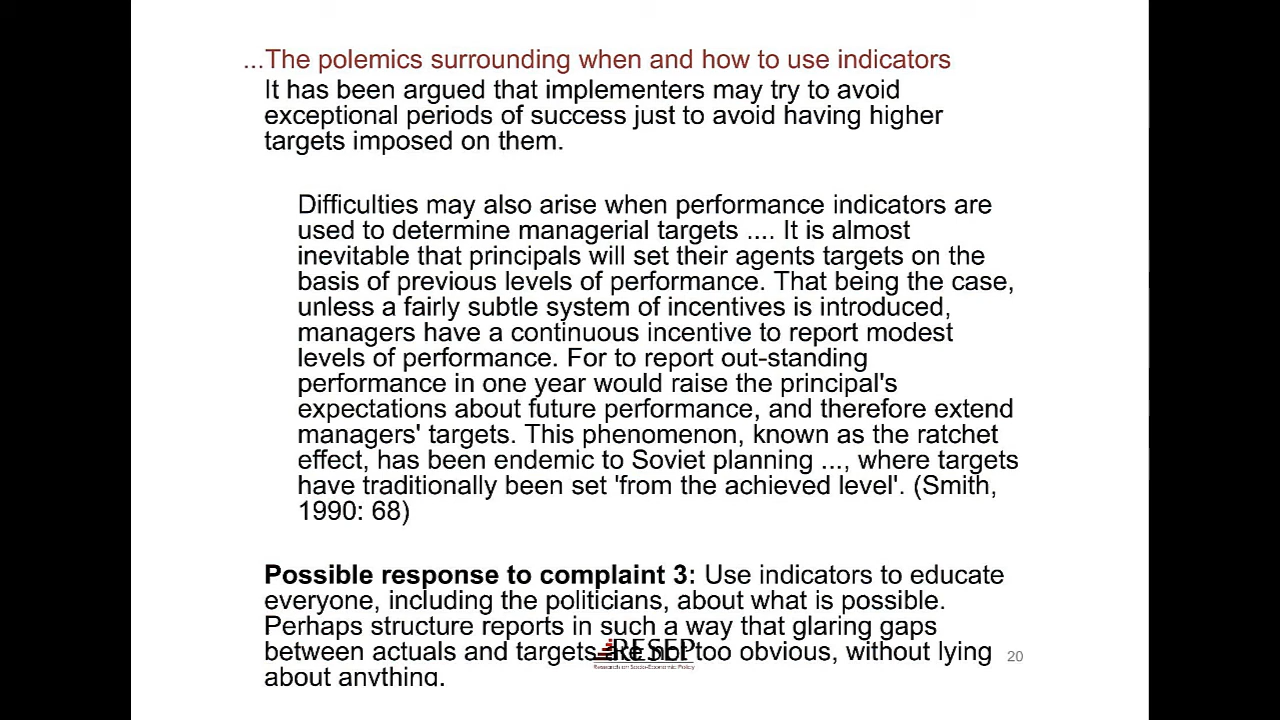 ...The polemics surrounding when and how to use indicators
It has been argued that implementers may try to avoid
exceptional periods of success just to avoid having higher
targets imposed on them.
Difficulties may also arise when performance indicators are
used to determine managerial targets .... It is almost
inevitable that principals will set their agents targets on the
basis of previous levels of performance. That being the case,
unless a fairly subtle system of incentives is introduced,
managers have a continuous incentive to report modest
levels of performance. For to report out-standing
performance in one year would raise the principal's
expectations about future performance, and therefore extend
managers' targets. This phenomenon, known as the ratchet
effect, has been endemic to Soviet planning ..., where targets
have traditionally been set 'from the achieved level'. (Smith,
1990: 68)
Possible response to complaint 3: Use indicators to educate
everyone, including the politicians, about what is possible.
Perhaps structure reports in such a way that glaring gaps
between actuals and targets are not too obvious, without lying
about anything.
RESEP
Research on Socio-Economic Policy
20